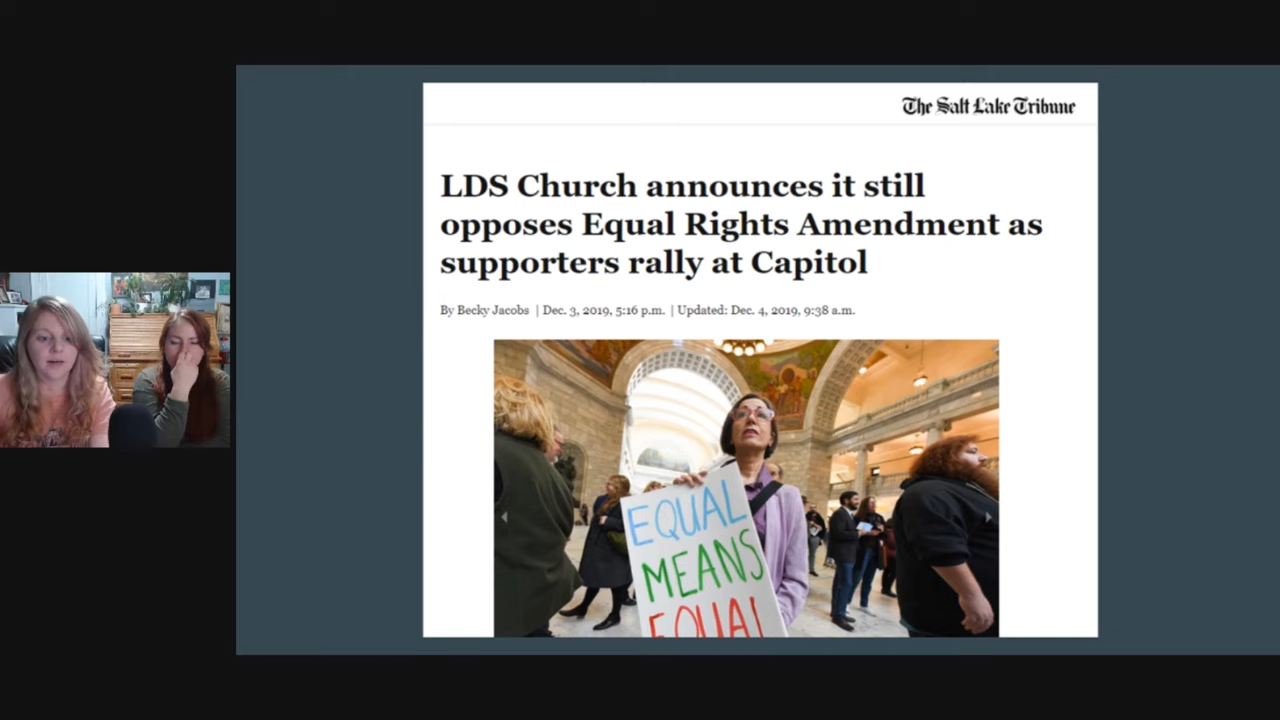 The Salt Lake Tribune
LDS Church announces it still
opposes Equal Rights Amendment as
supporters rally at Capitol
By Becky Jacobs | Dec. 3, 2019, 5:16 p.m. | Updated: Dec. 4, 2019, 9:38 a.m.
EQUAL
MEANS
EQUAL